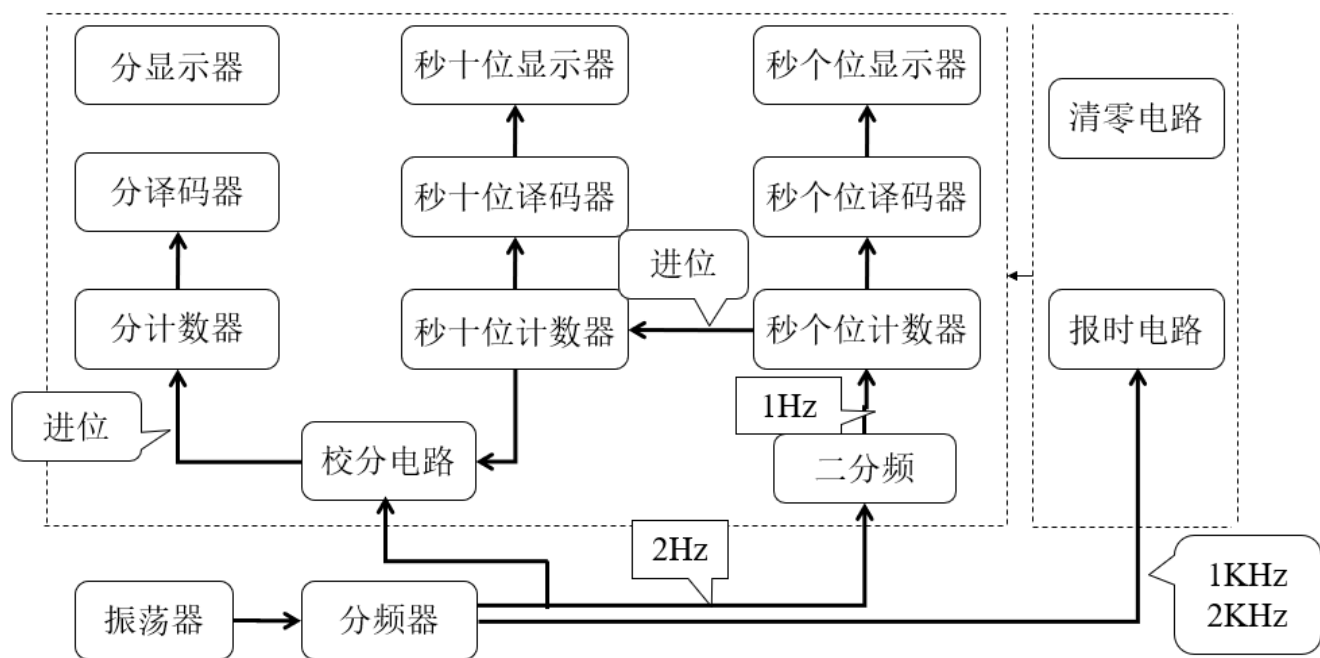 分显示器
秒十位显示器
秒个位显示器
清零电路
分译码器
秒十位译码器
秒个位译码器
进位
分计数器
秒十位计数器
秒个位计数器
报时电路
进位
1Hz
校分电路
二分频
2Hz
振荡器
分频器
1KHz
2KHz